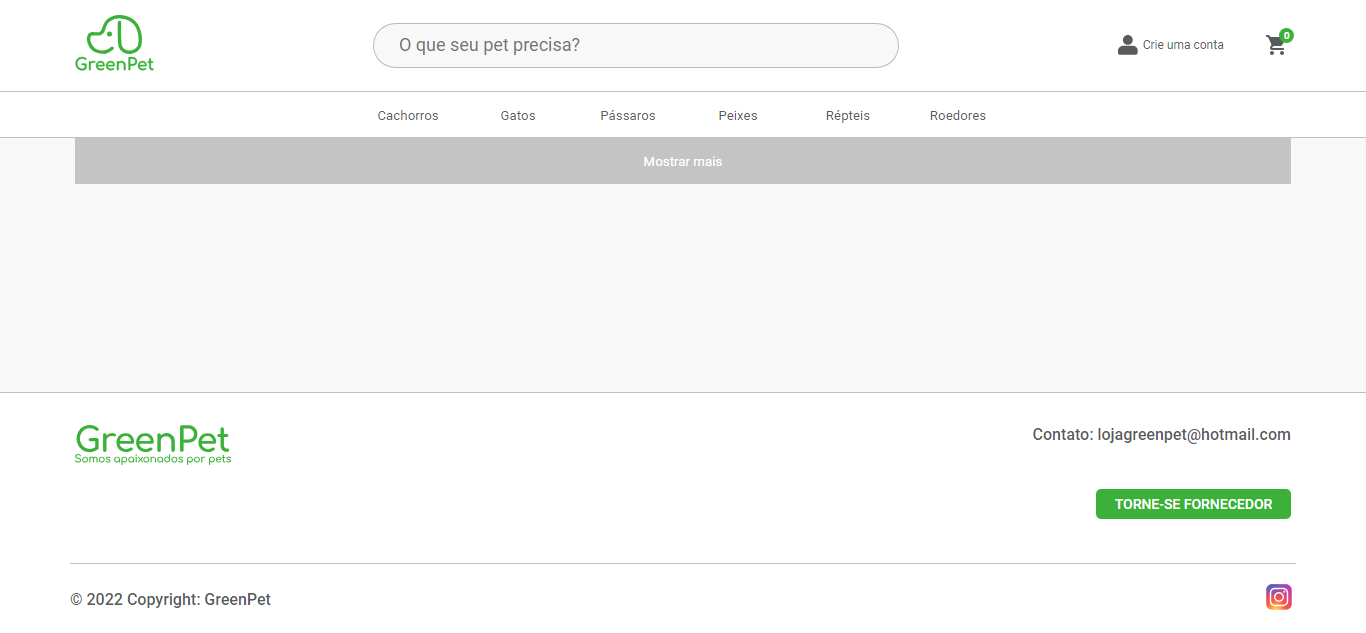 GreenPet
O que seu pet precisa?
Crie uma conta
0
Cachorros Gatos Pássaros Peixes Répteis Roedores
Mostrar mais
GreenPet
Somos apaixonados por pets
Contato: lojagreenpet@hotmail.com
TORNE-SE FORNECEDOR
© 2022 Copyright: GreenPet